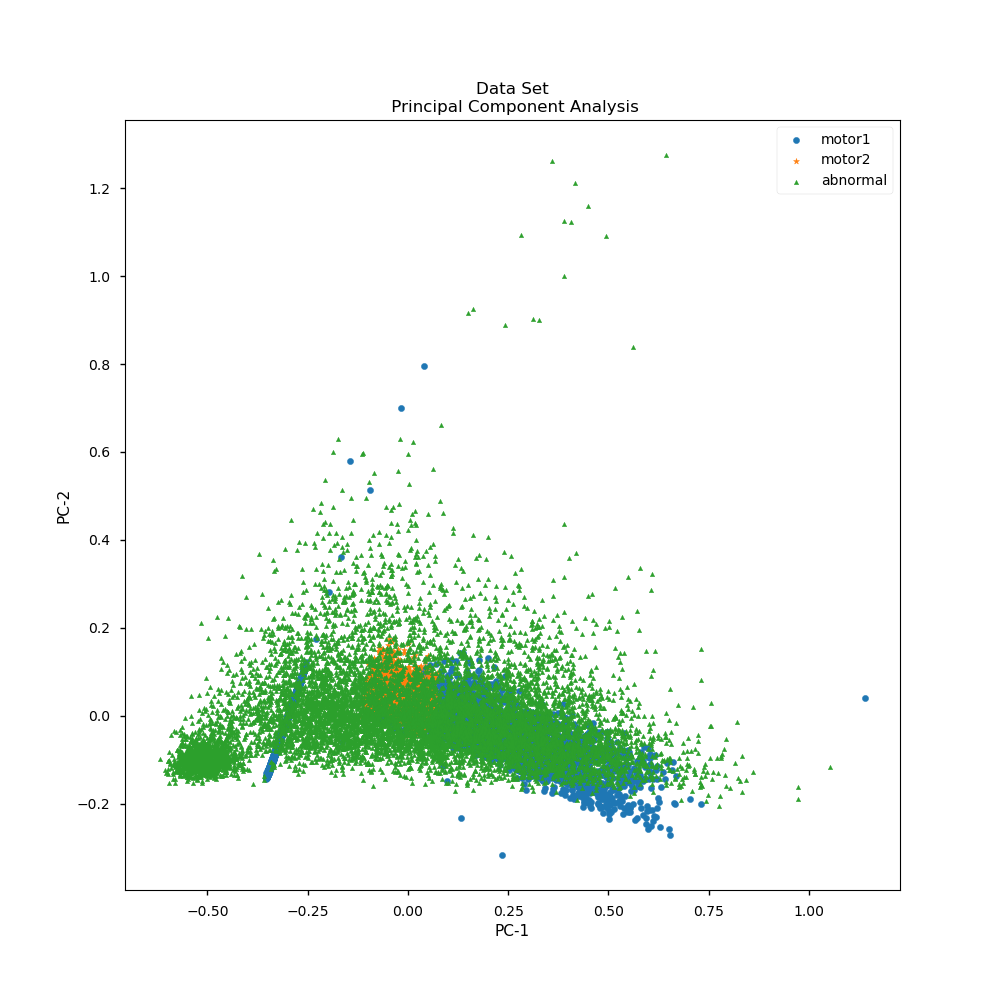 Data Set
Principal Component Analysis
motor1
motor2
abnormal
1.2
1.0
0.8
0.6
0.4
0.2
0.0
−0.2
PC-2
−0.50
−0.25
0.00
0.25
0.50
0.75
1.00
PC-1